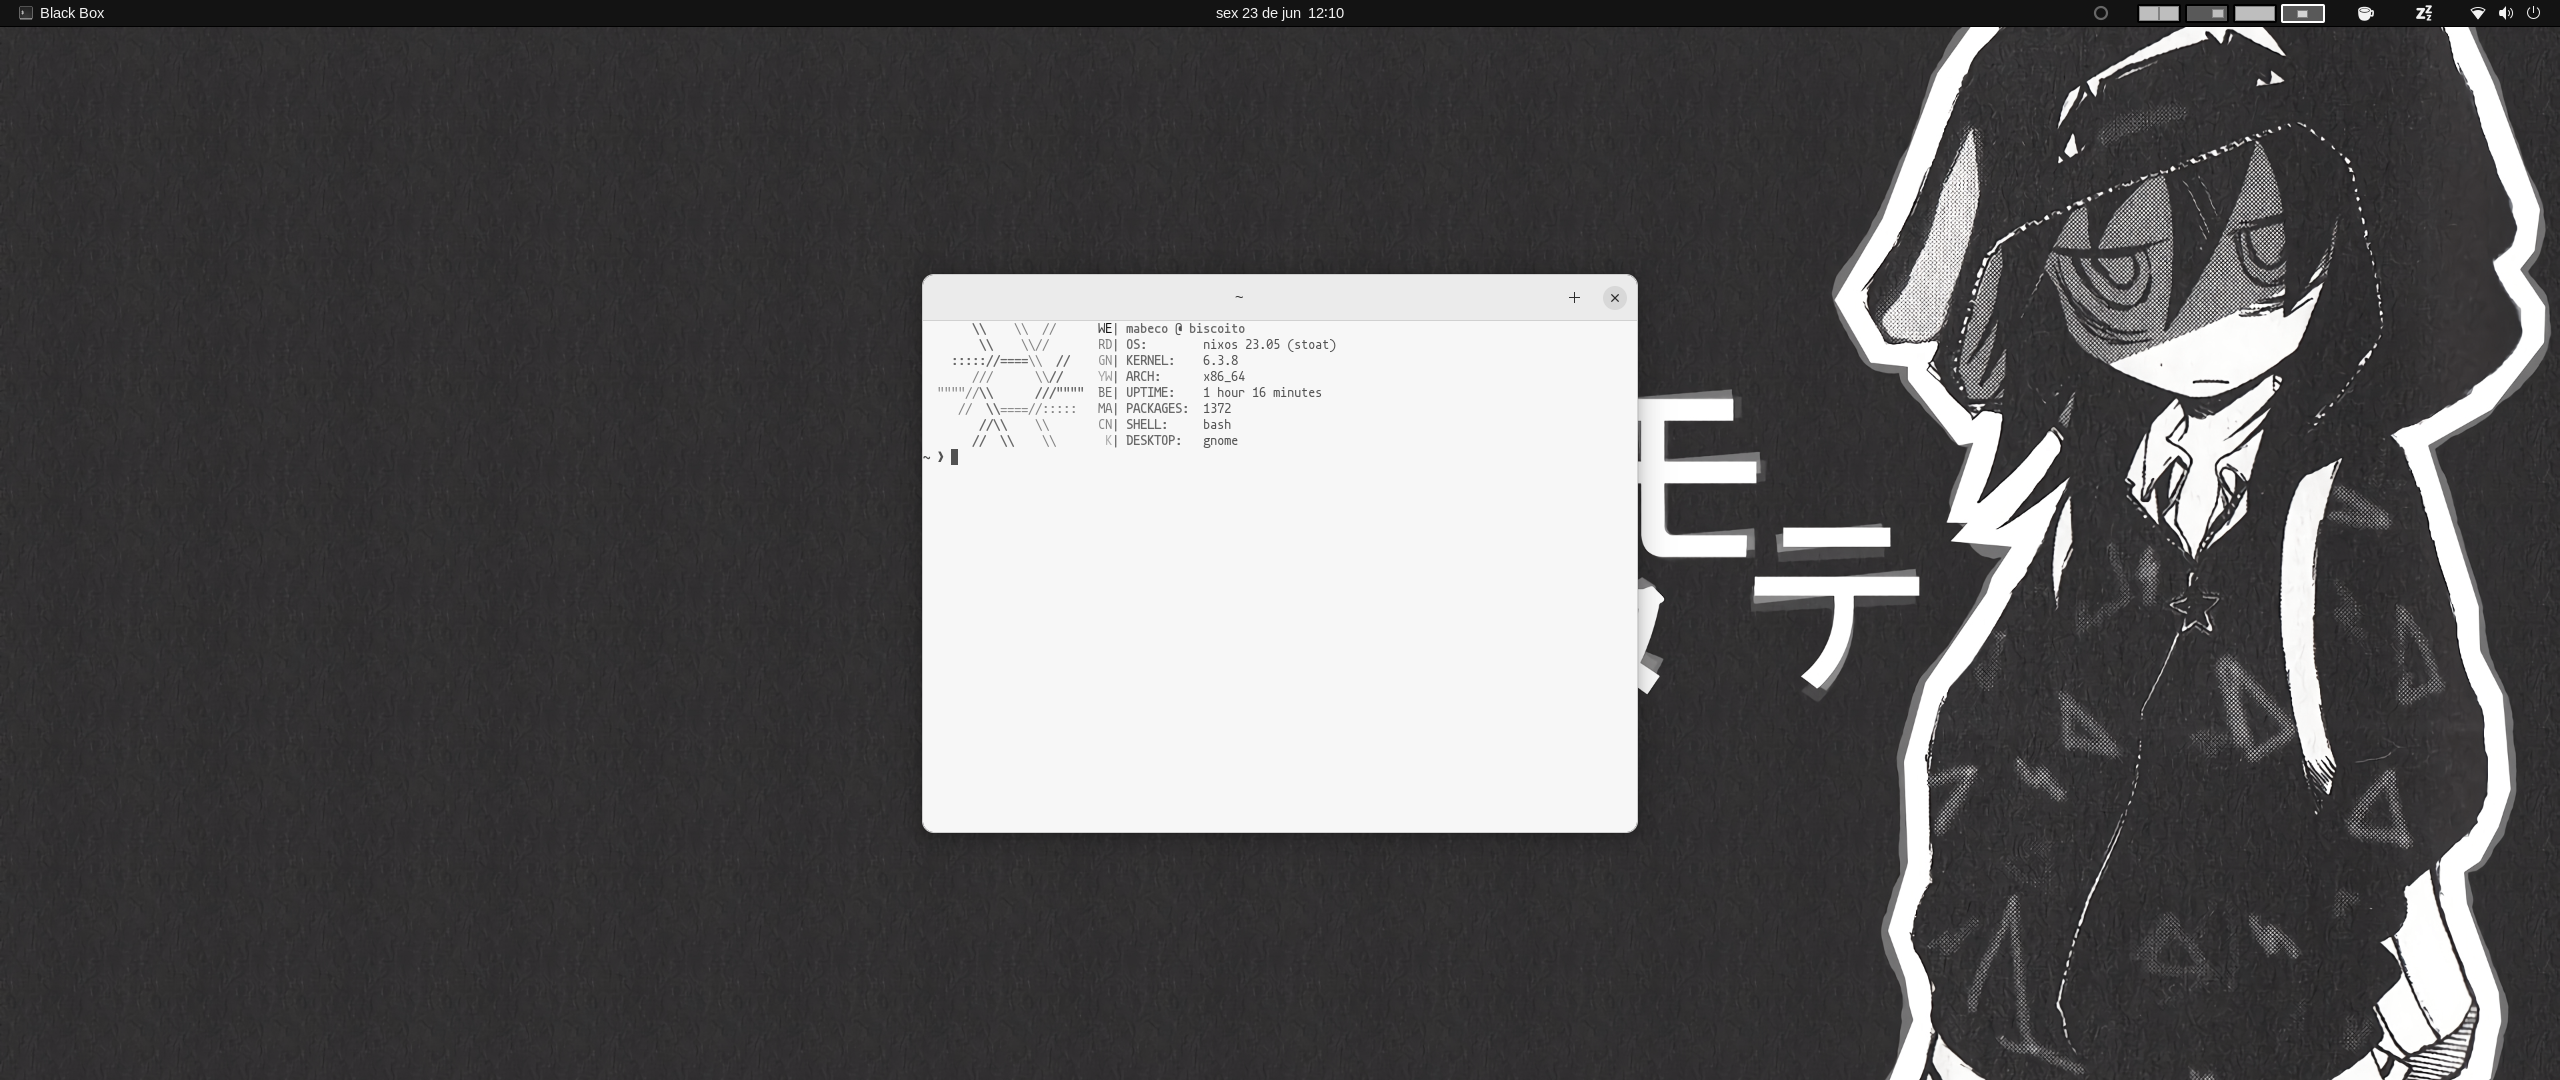 Black Box
sex 23 de jun 12:10
~
      \\    \\  //      WE| mabeco @ biscoito
       \\    \\//       RD| OS:        nixos 23.05 (stoat)
   ::::://====\\  //    GN| KERNEL:    6.3.8
      ///      \\//     YW| ARCH:      x86_64
 """"//\\      ///""""  BE| UPTIME:    1 hour 16 minutes
    //  \\====//:::::   MA| PACKAGES:  1372
       //\\    \\       CN| SHELL:     bash
      //  \\    \\       K| DESKTOP:   gnome
~ ❯
モ
テ